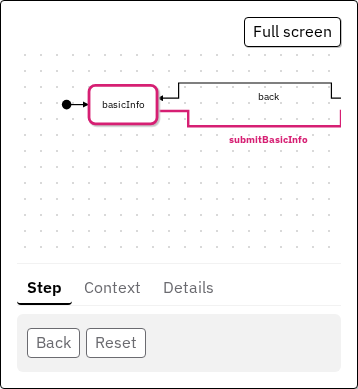 Full screen
basicInfo
back
submitBasicInfo
Step Context Details
Back Reset